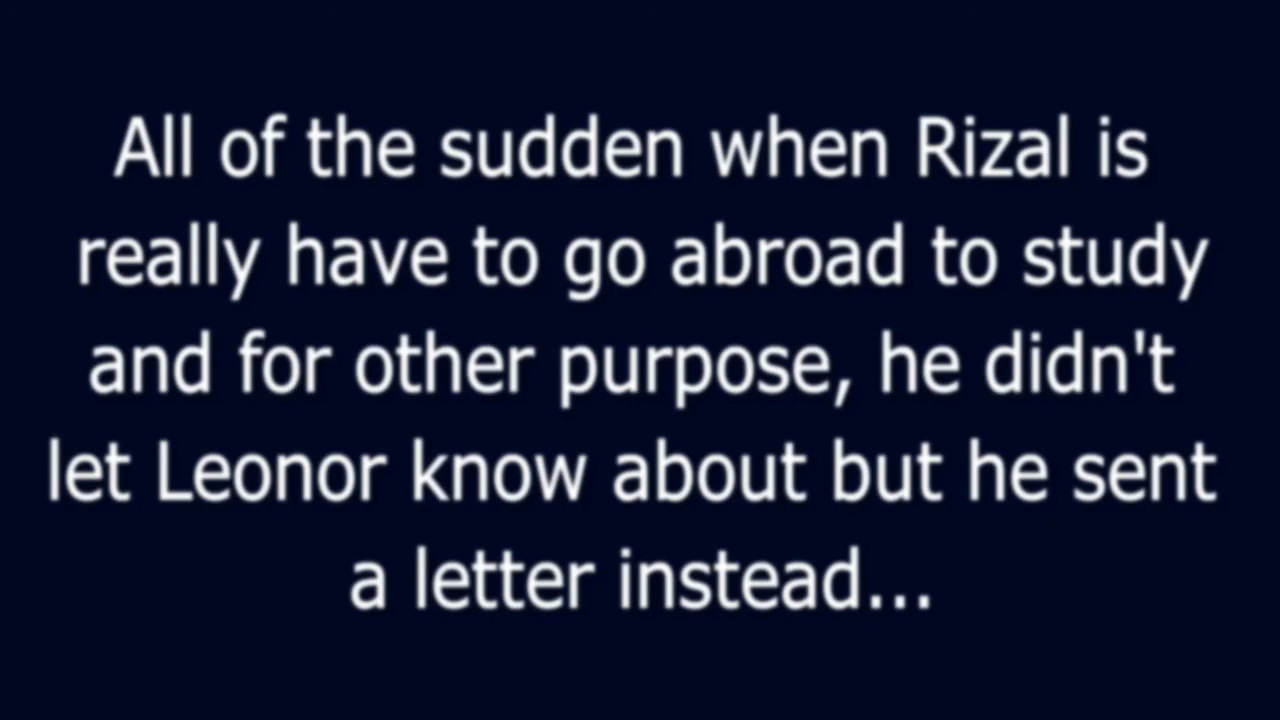 All of the sudden when Rizal is
really have to go abroad to study
and for other purpose, he didn't
let Leonor know about but he sent
a letter instead...